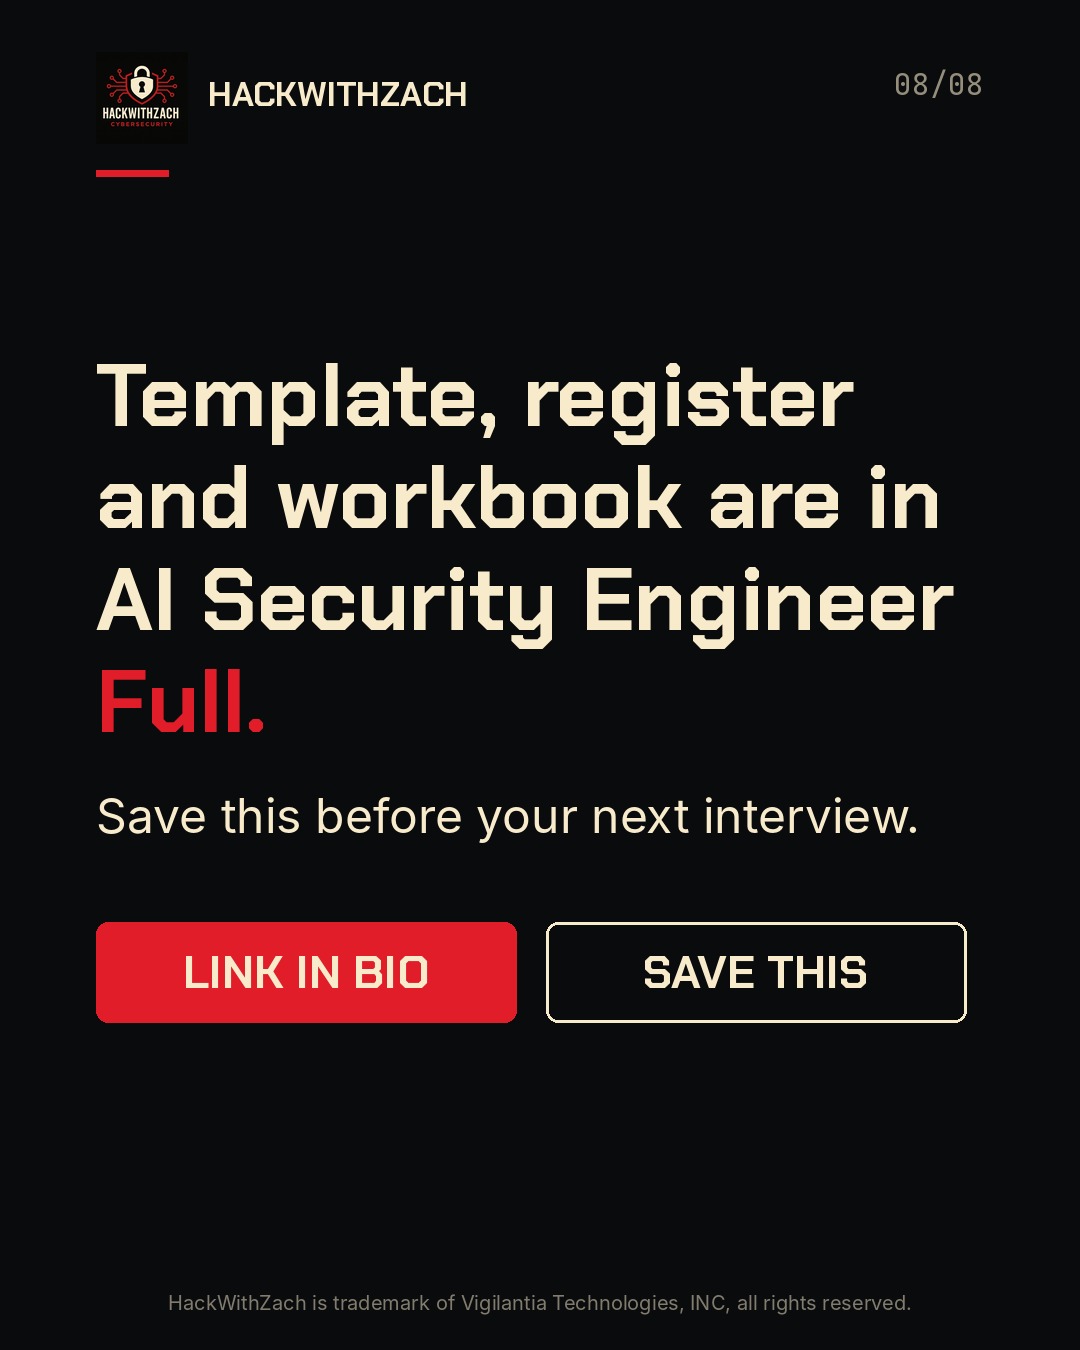 HACKWITHZACH
CYBERSECURITY
HACKWITHZACH
08/08
Template, register
and workbook are in
AI Security Engineer
Full.
Save this before your next interview.
LINK IN BIO
SAVE THIS
HackWithZach is trademark of Vigilantia Technologies, INC, all rights reserved.